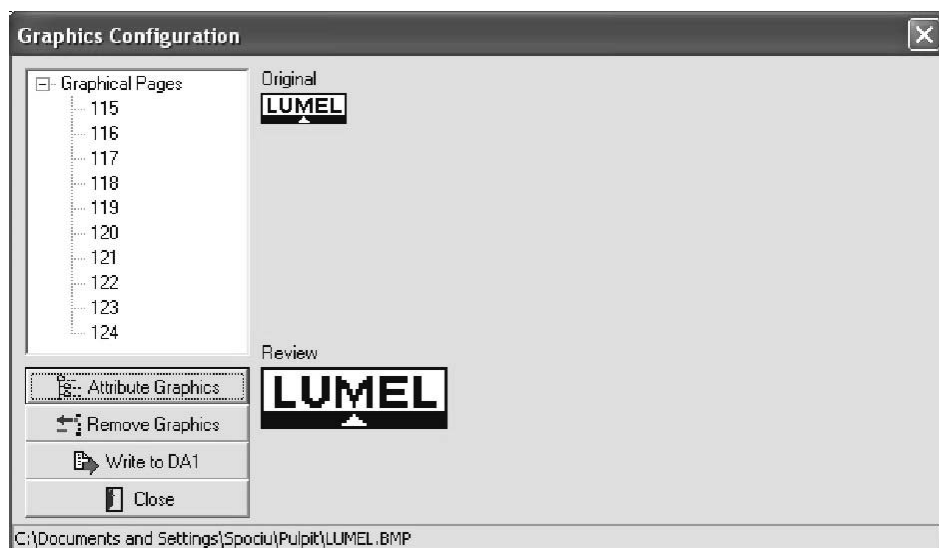 Graphics Configuration
Graphical Pages
115
116
117
118
119
120
121
122
123
124
Original
LUMEL
Review
LUMEL
Attribute Graphics
Remove Graphics
Write to DA1
Close
C:\Documents and Settings\Spociu\Pulpit\LUMEL.BMP